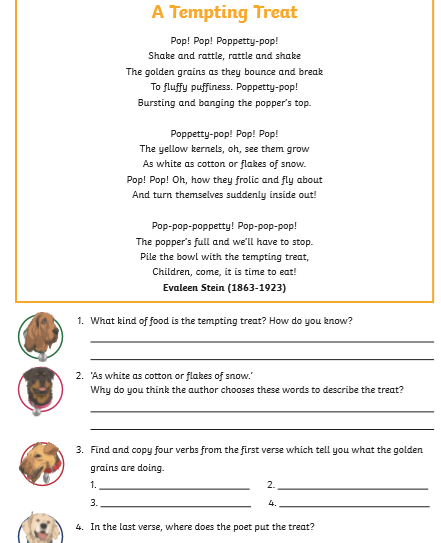 A Tempting Treat
Pop! Pop! Poppetty-pop!
Shake and rattle, rattle and shake
The golden grains as they bounce and break
To fluffy puffiness. Poppetty-pop!
Bursting and banging the popper's top.
Poppetty-pop! Pop! Pop!
The yellow kernels, oh, see them grow
As white as cotton or flakes of snow.
Pop! Pop! Oh, how they frolic and fly about
And turn themselves suddenly inside out!
Pop-pop-poppetty! Pop-pop-pop!
The popper's full and we'll have to stop.
Pile the bowl with the tempting treat,
Children, come, it is time to eat!
Evaleen Stein (1863-1923)
1. What kind of food is the tempting treat? How do you know?
2. 'As white as cotton or flakes of snow.'
Why do you think the author chooses these words to describe the treat?
3. Find and copy four verbs from the first verse which tell you what the golden
grains are doing.
1. 2.
3. 4.
4. In the last verse, where does the poet put the treat?